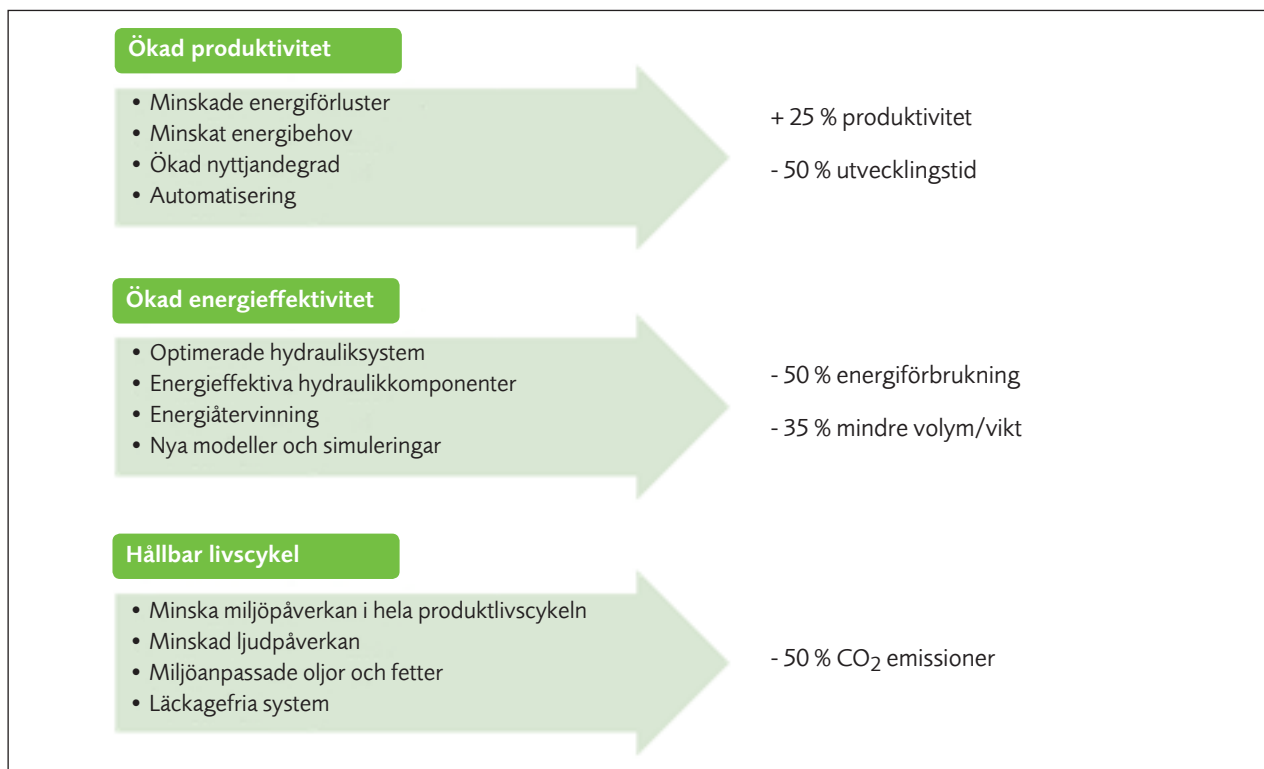 Ökad produktivitet
• Minskade energiförluster
• Minskat energibehov
• Ökad nyttjandegrad
• Automatisering
+ 25 % produktivitet
- 50 % utvecklingstid
Ökad energieffektivitet
• Optimerade hydrauliksystem
• Energieffektiva hydraulikkomponenter
• Energiåtervinning
• Nya modeller och simuleringar
- 50 % energiförbrukning
- 35 % mindre volym/vikt
Hållbar livscykel
• Minska miljöpåverkan i hela produktlivscykeln
• Minskad ljudpåverkan
• Miljöanpassade oljor och fetter
• Läckagefria system
- 50 % CO₂ emissioner